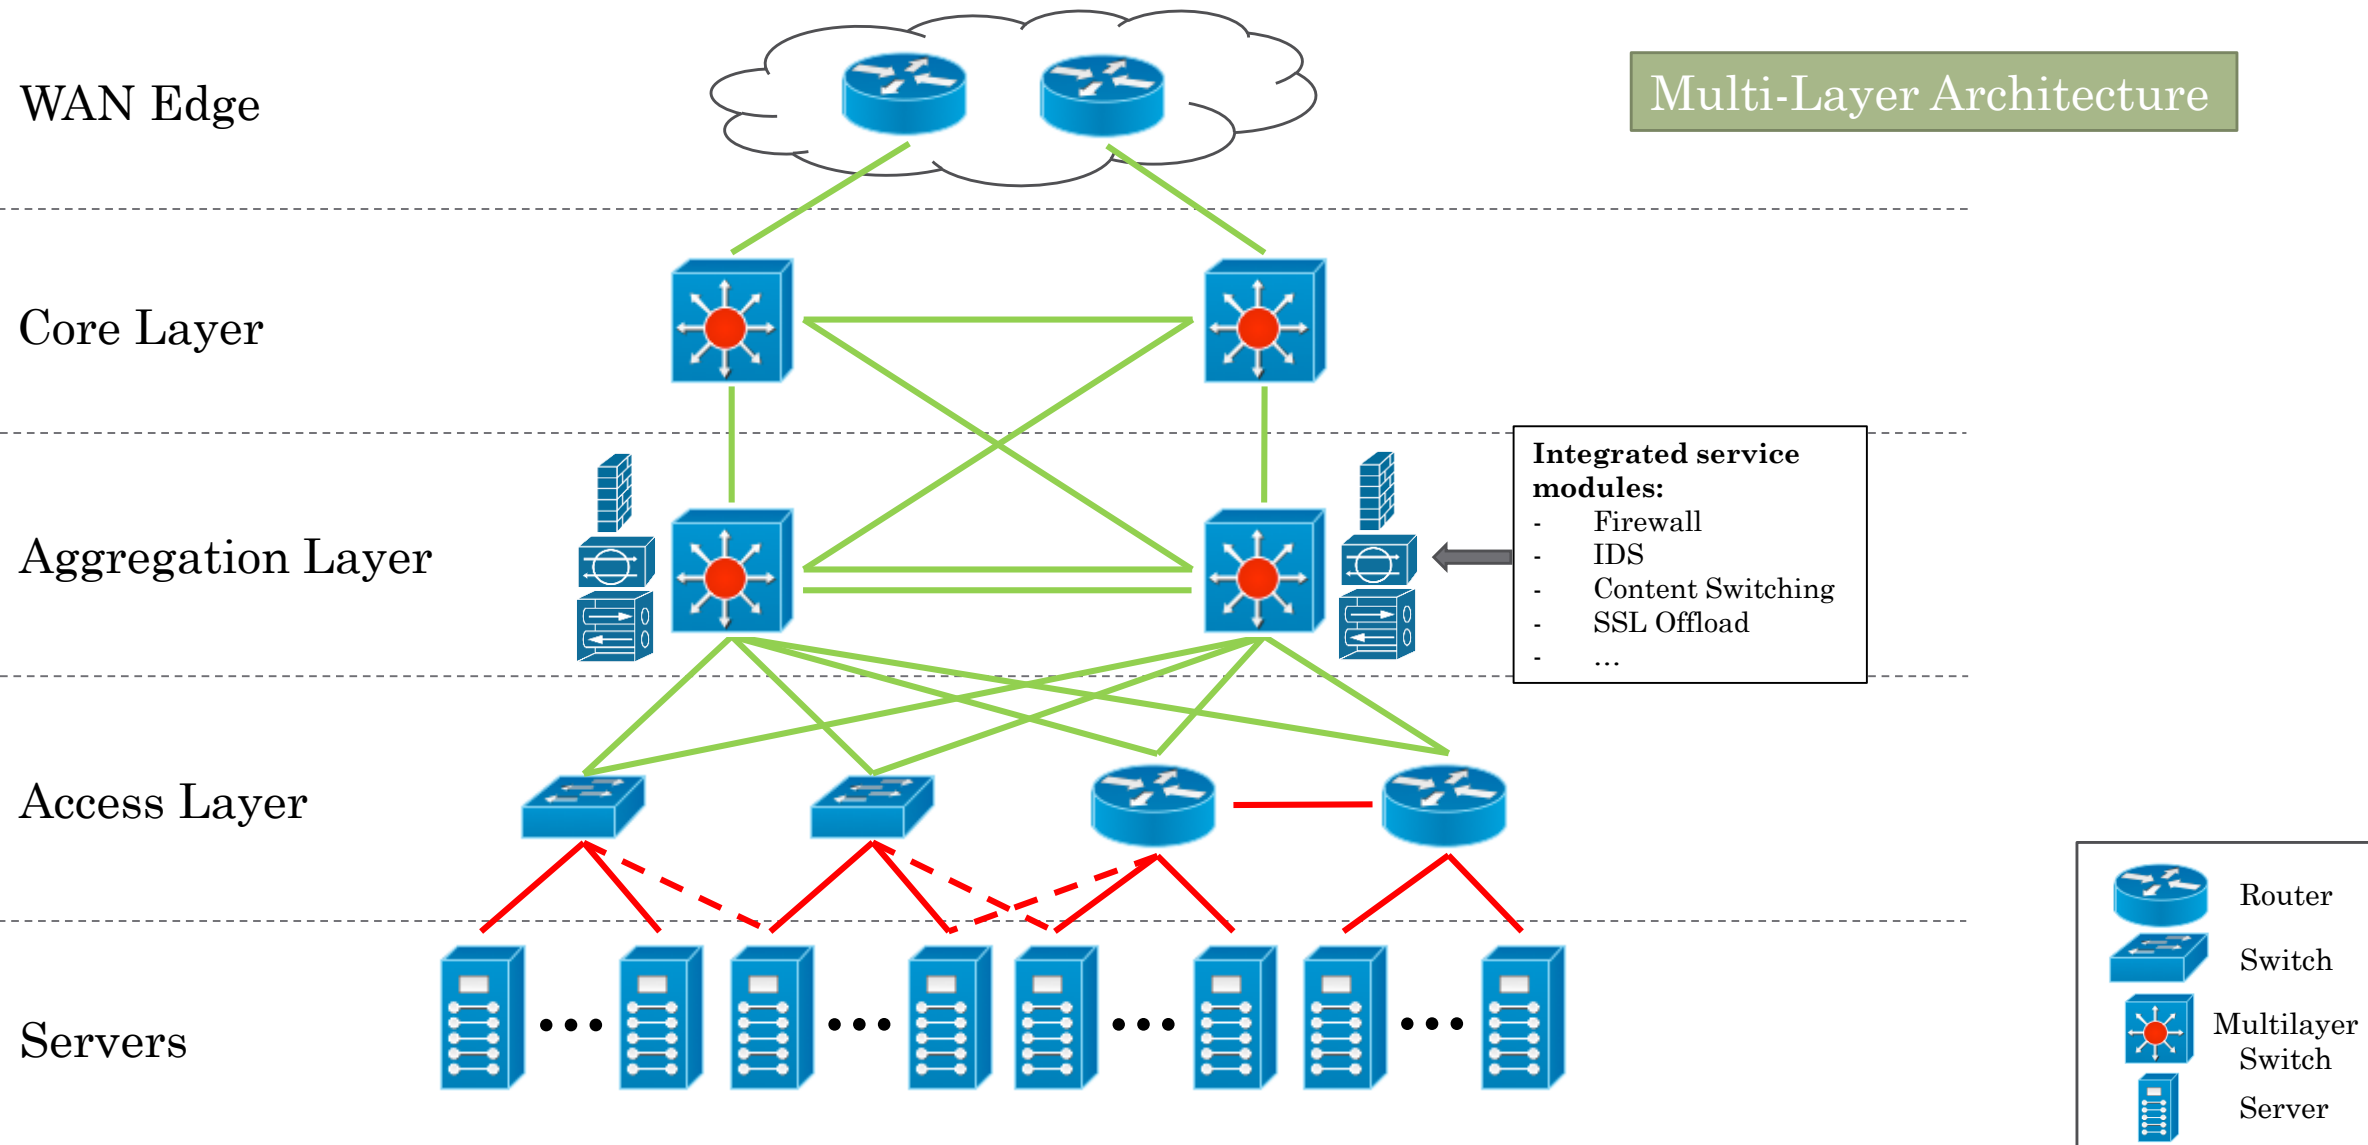 WAN Edge
Multi-Layer Architecture
Core Layer
Aggregation Layer
Integrated service
modules:
- Firewall
- IDS
- Content Switching
- SSL Offload
- ...
Access Layer
Servers
Router
Switch
Multilayer
Switch
Server